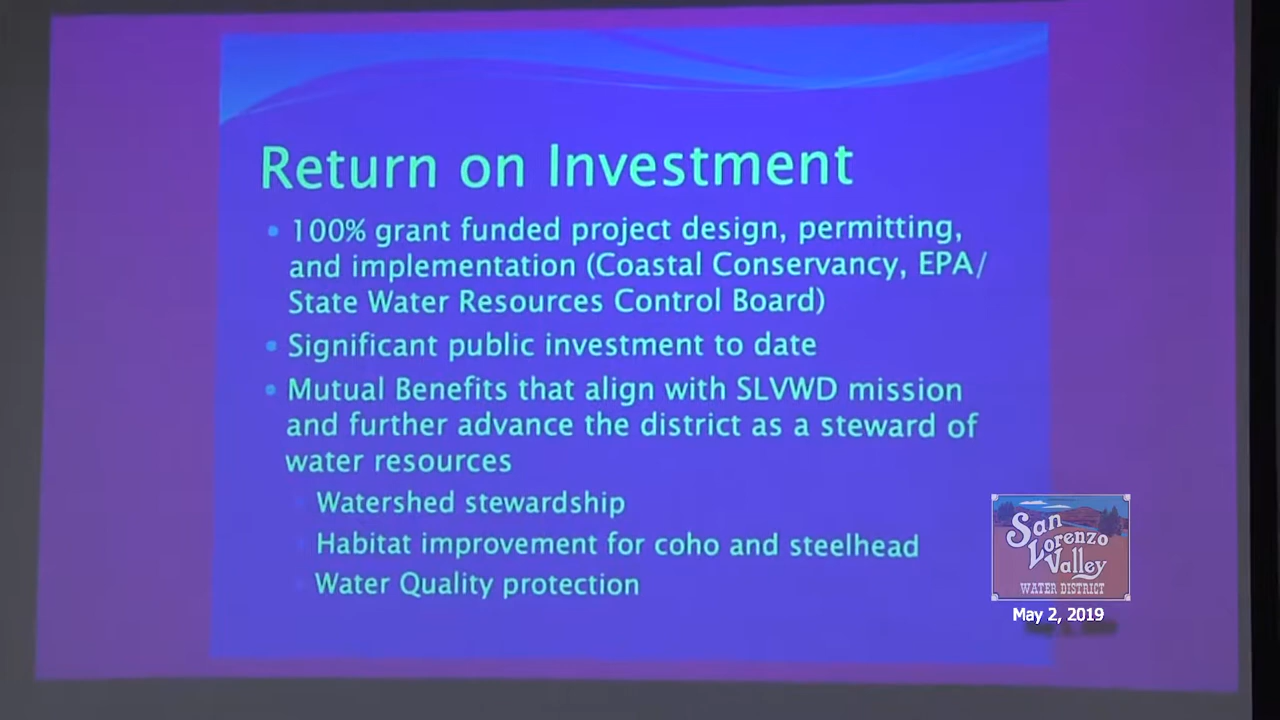 Return on Investment
• 100% grant funded project design, permitting,
and implementation (Coastal Conservancy, EPA/
State Water Resources Control Board)
• Significant public investment to date
• Mutual Benefits that align with SLVWD mission
and further advance the district as a steward of
water resources
Watershed stewardship
Habitat improvement for coho and steelhead
Water Quality protection
San
Lorenzo
Valley
WATER DISTRICT
May 2, 2019